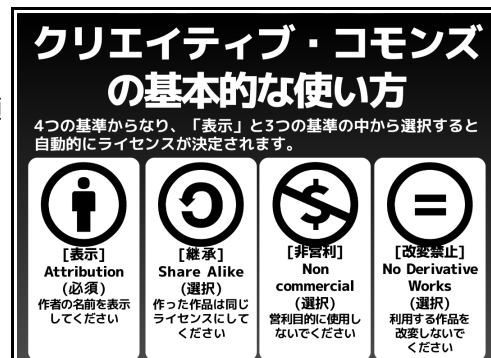 クリエイティブ・コモンズ
の基本的な使い方
4つの基準からなり、「表示」と3つの基準の中から選択すると
自動的にライセンスが決定されます。
[表示]
Attribution
(必須)
作者の名前を表示
してください
[継承]
Share Alike
(選択)
作った作品は同じ
ライセンスにして
ください
[非営利]
Non
commercial
(選択)
営利目的に使用し
ないでください
[改変禁止]
No Derivative
Works
(選択)
利用する作品を
改変しないで
ください